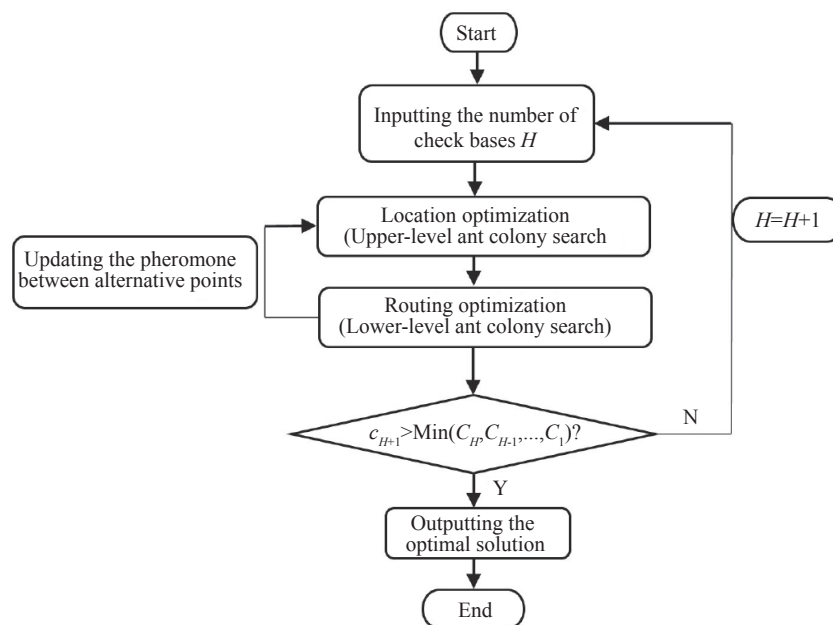 Start
Inputting the number of
check bases H
Location optimization
(Upper-level ant colony search
H=H+1
Updating the pheromone
between alternative points
Routing optimization
(Lower-level ant colony search)
N
c_{H+1}>Min(C_H,C_{H-1},...,C_1)?
Y
Outputting the
optimal solution
End